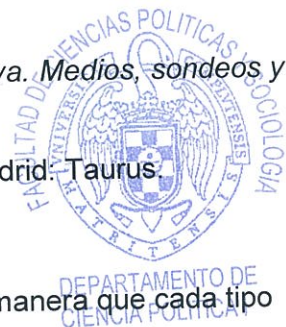 va. Medios, sondeos y
FACULTAD DE CIENCIAS POLITICAS Y SOCIOLOGIA
drid: Taurus.
DEPARTAMENTO DE
manera que cada tipo
CIENCIA POLITICA